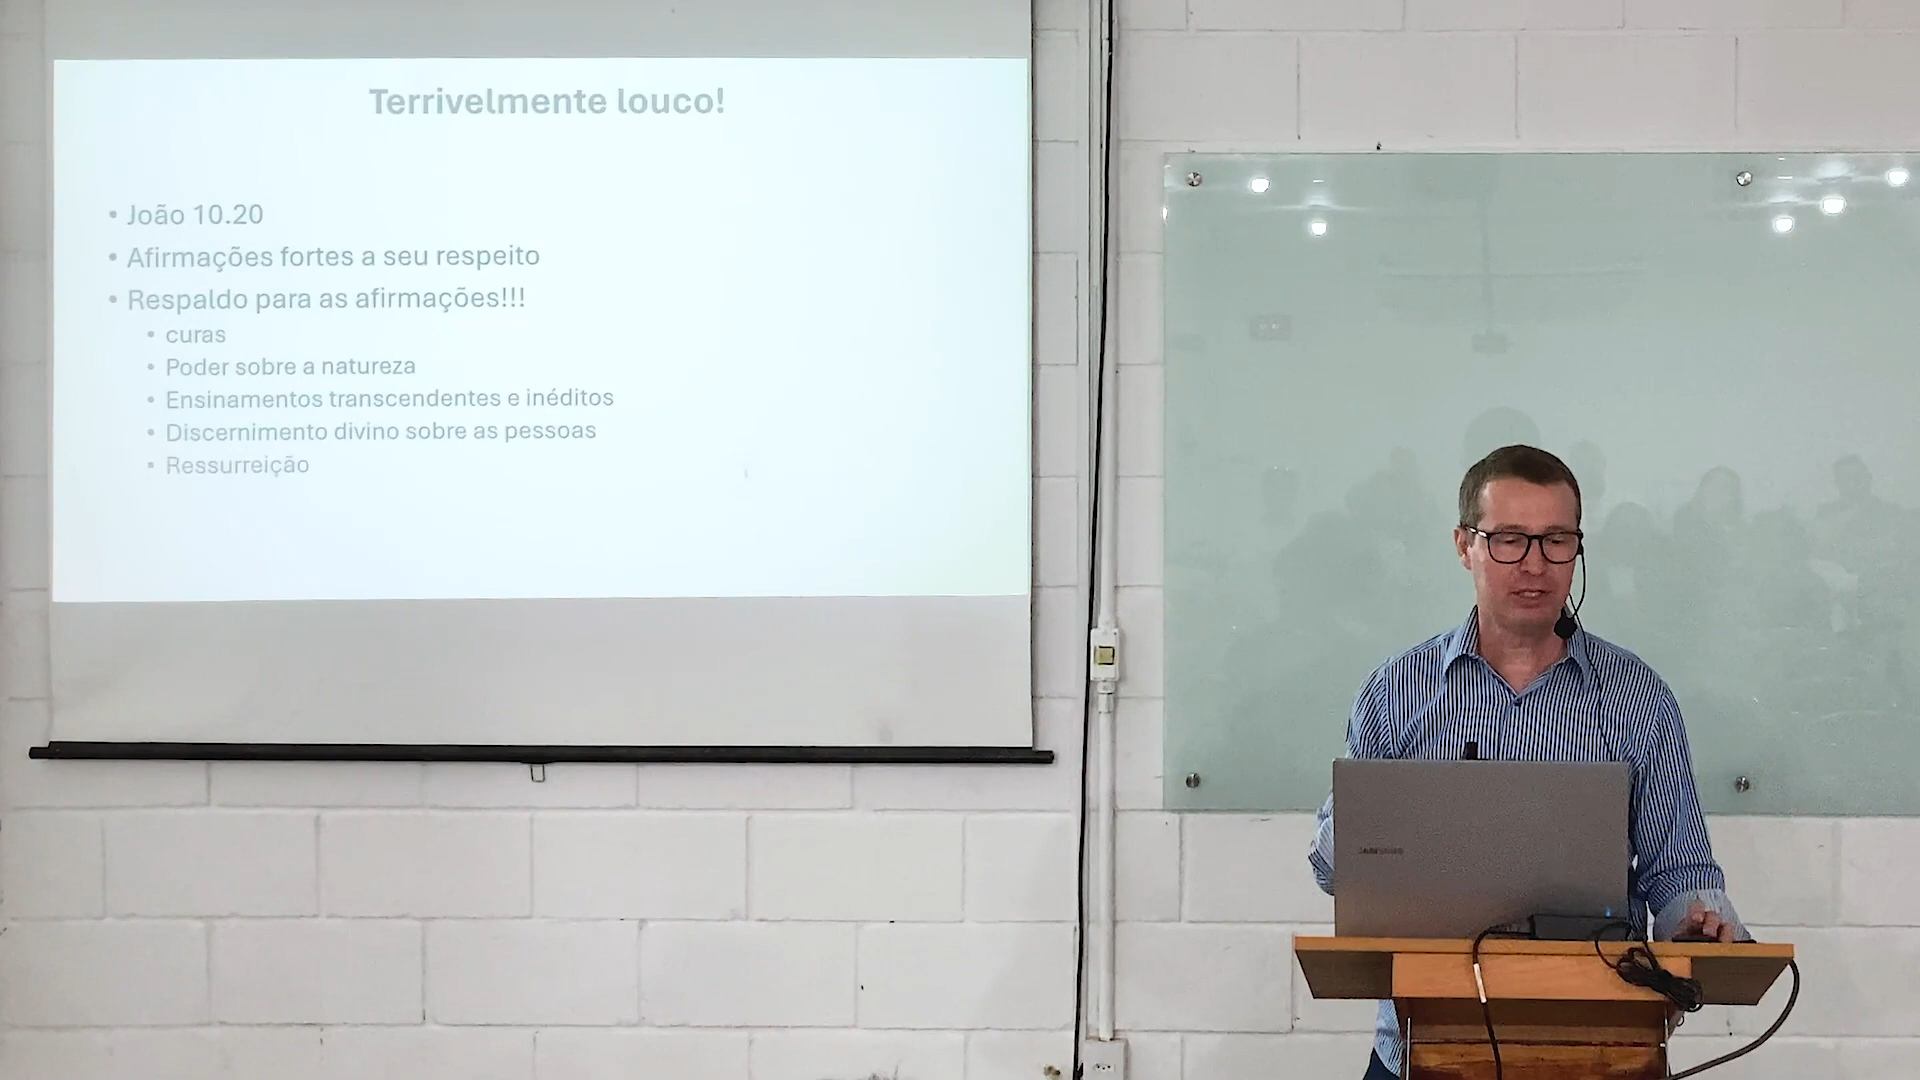 Terrivelmente louco!
• João 10.20
• Afirmações fortes a seu respeito
• Respaldo para as afirmações!!!
• curas
• Poder sobre a natureza
• Ensinamentos transcendentes e inéditos
• Discernimento divino sobre as pessoas
• Ressurreição
SAMSUNG